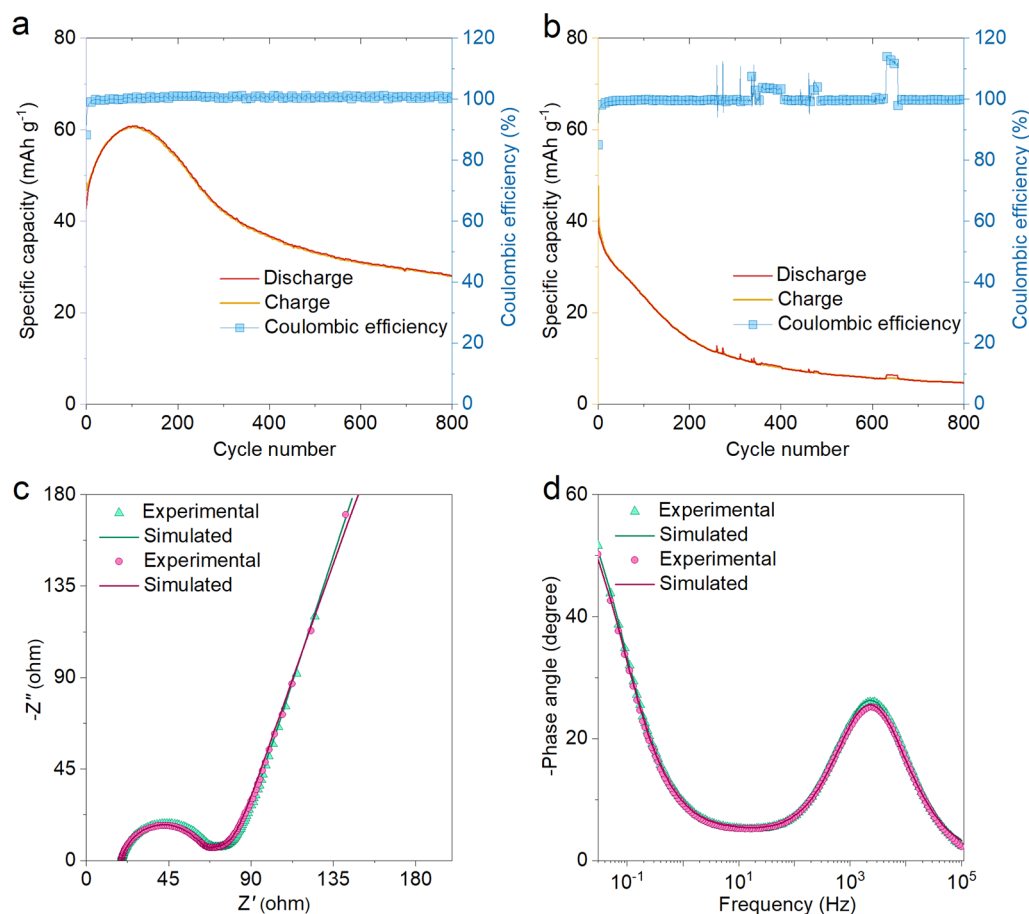 a
80
60
40
20
0
Specific capacity (mAh g⁻¹)
120
100
80
60
40
20
0
Coulombic efficiency (%)
Discharge
Charge
Coulombic efficiency
0 200 400 600 800
Cycle number
b
80
60
40
20
0
Specific capacity (mAh g⁻¹)
120
100
80
60
40
20
0
Coulombic efficiency (%)
Discharge
Charge
Coulombic efficiency
0 200 400 600 800
Cycle number
c
180
135
90
45
0
-Z″ (ohm)
Experimental
Simulated
Experimental
Simulated
0 45 90 135 180
Z′ (ohm)
d
60
40
20
0
-Phase angle (degree)
Experimental
Simulated
Experimental
Simulated
10⁻¹ 10¹ 10³ 10⁵
Frequency (Hz)